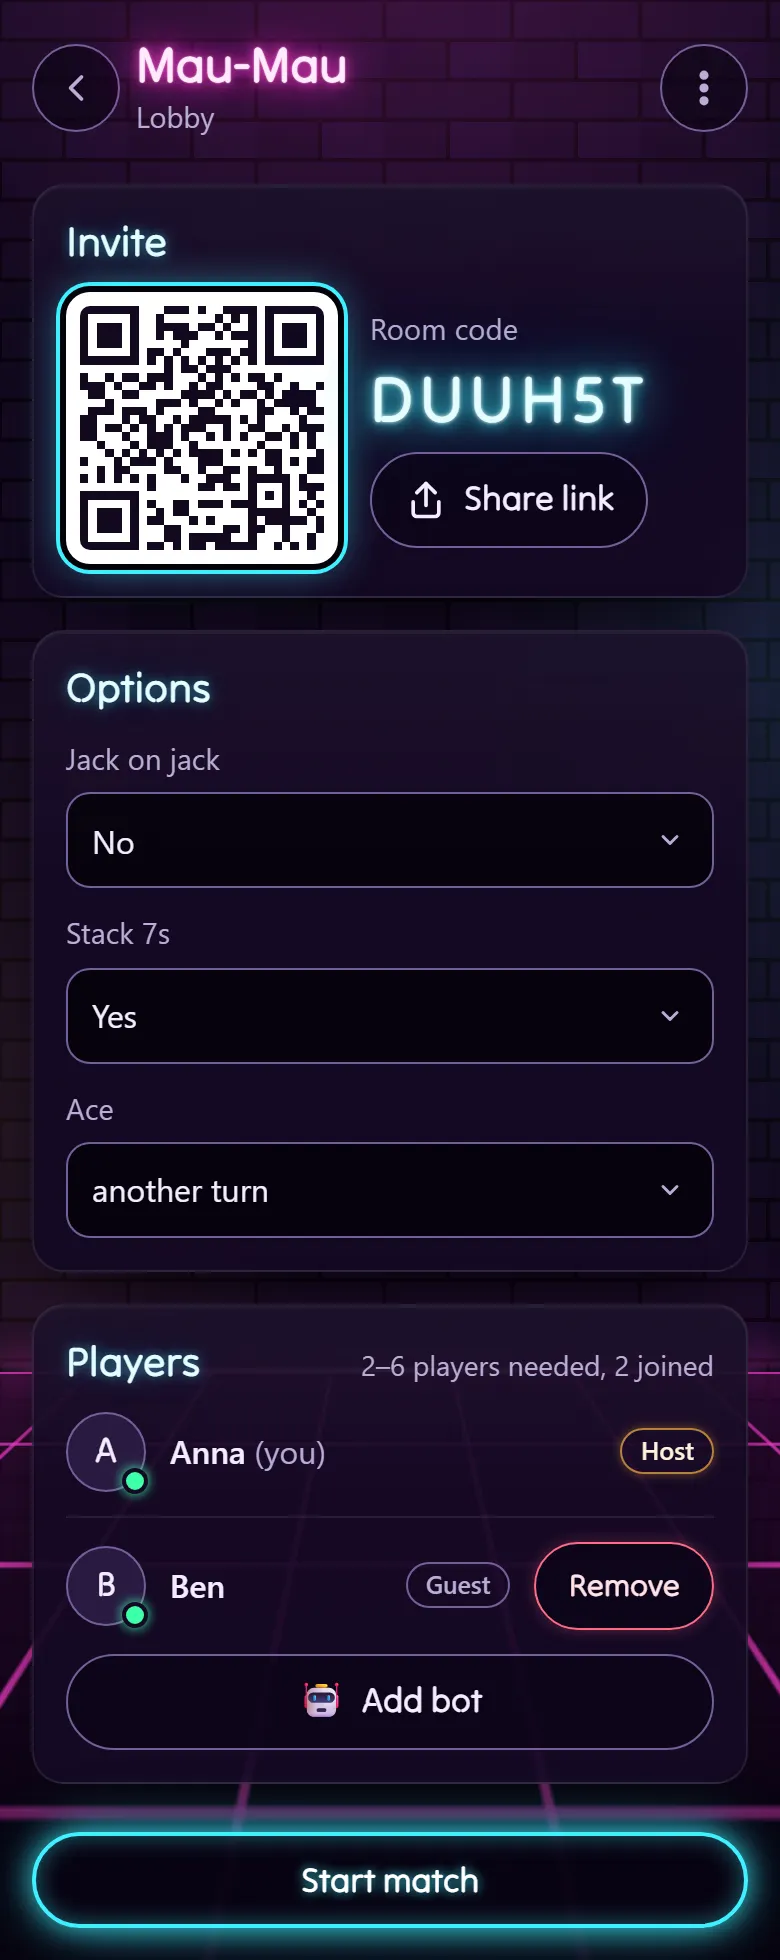 Mau-Mau
Lobby
Invite
Room code
DUUH5T
Share link
Options
Jack on jack
No
Stack 7s
Yes
Ace
another turn
Players
2–6 players needed, 2 joined
A
Anna (you)
Host
B
Ben
Guest
Remove
Add bot
Start match